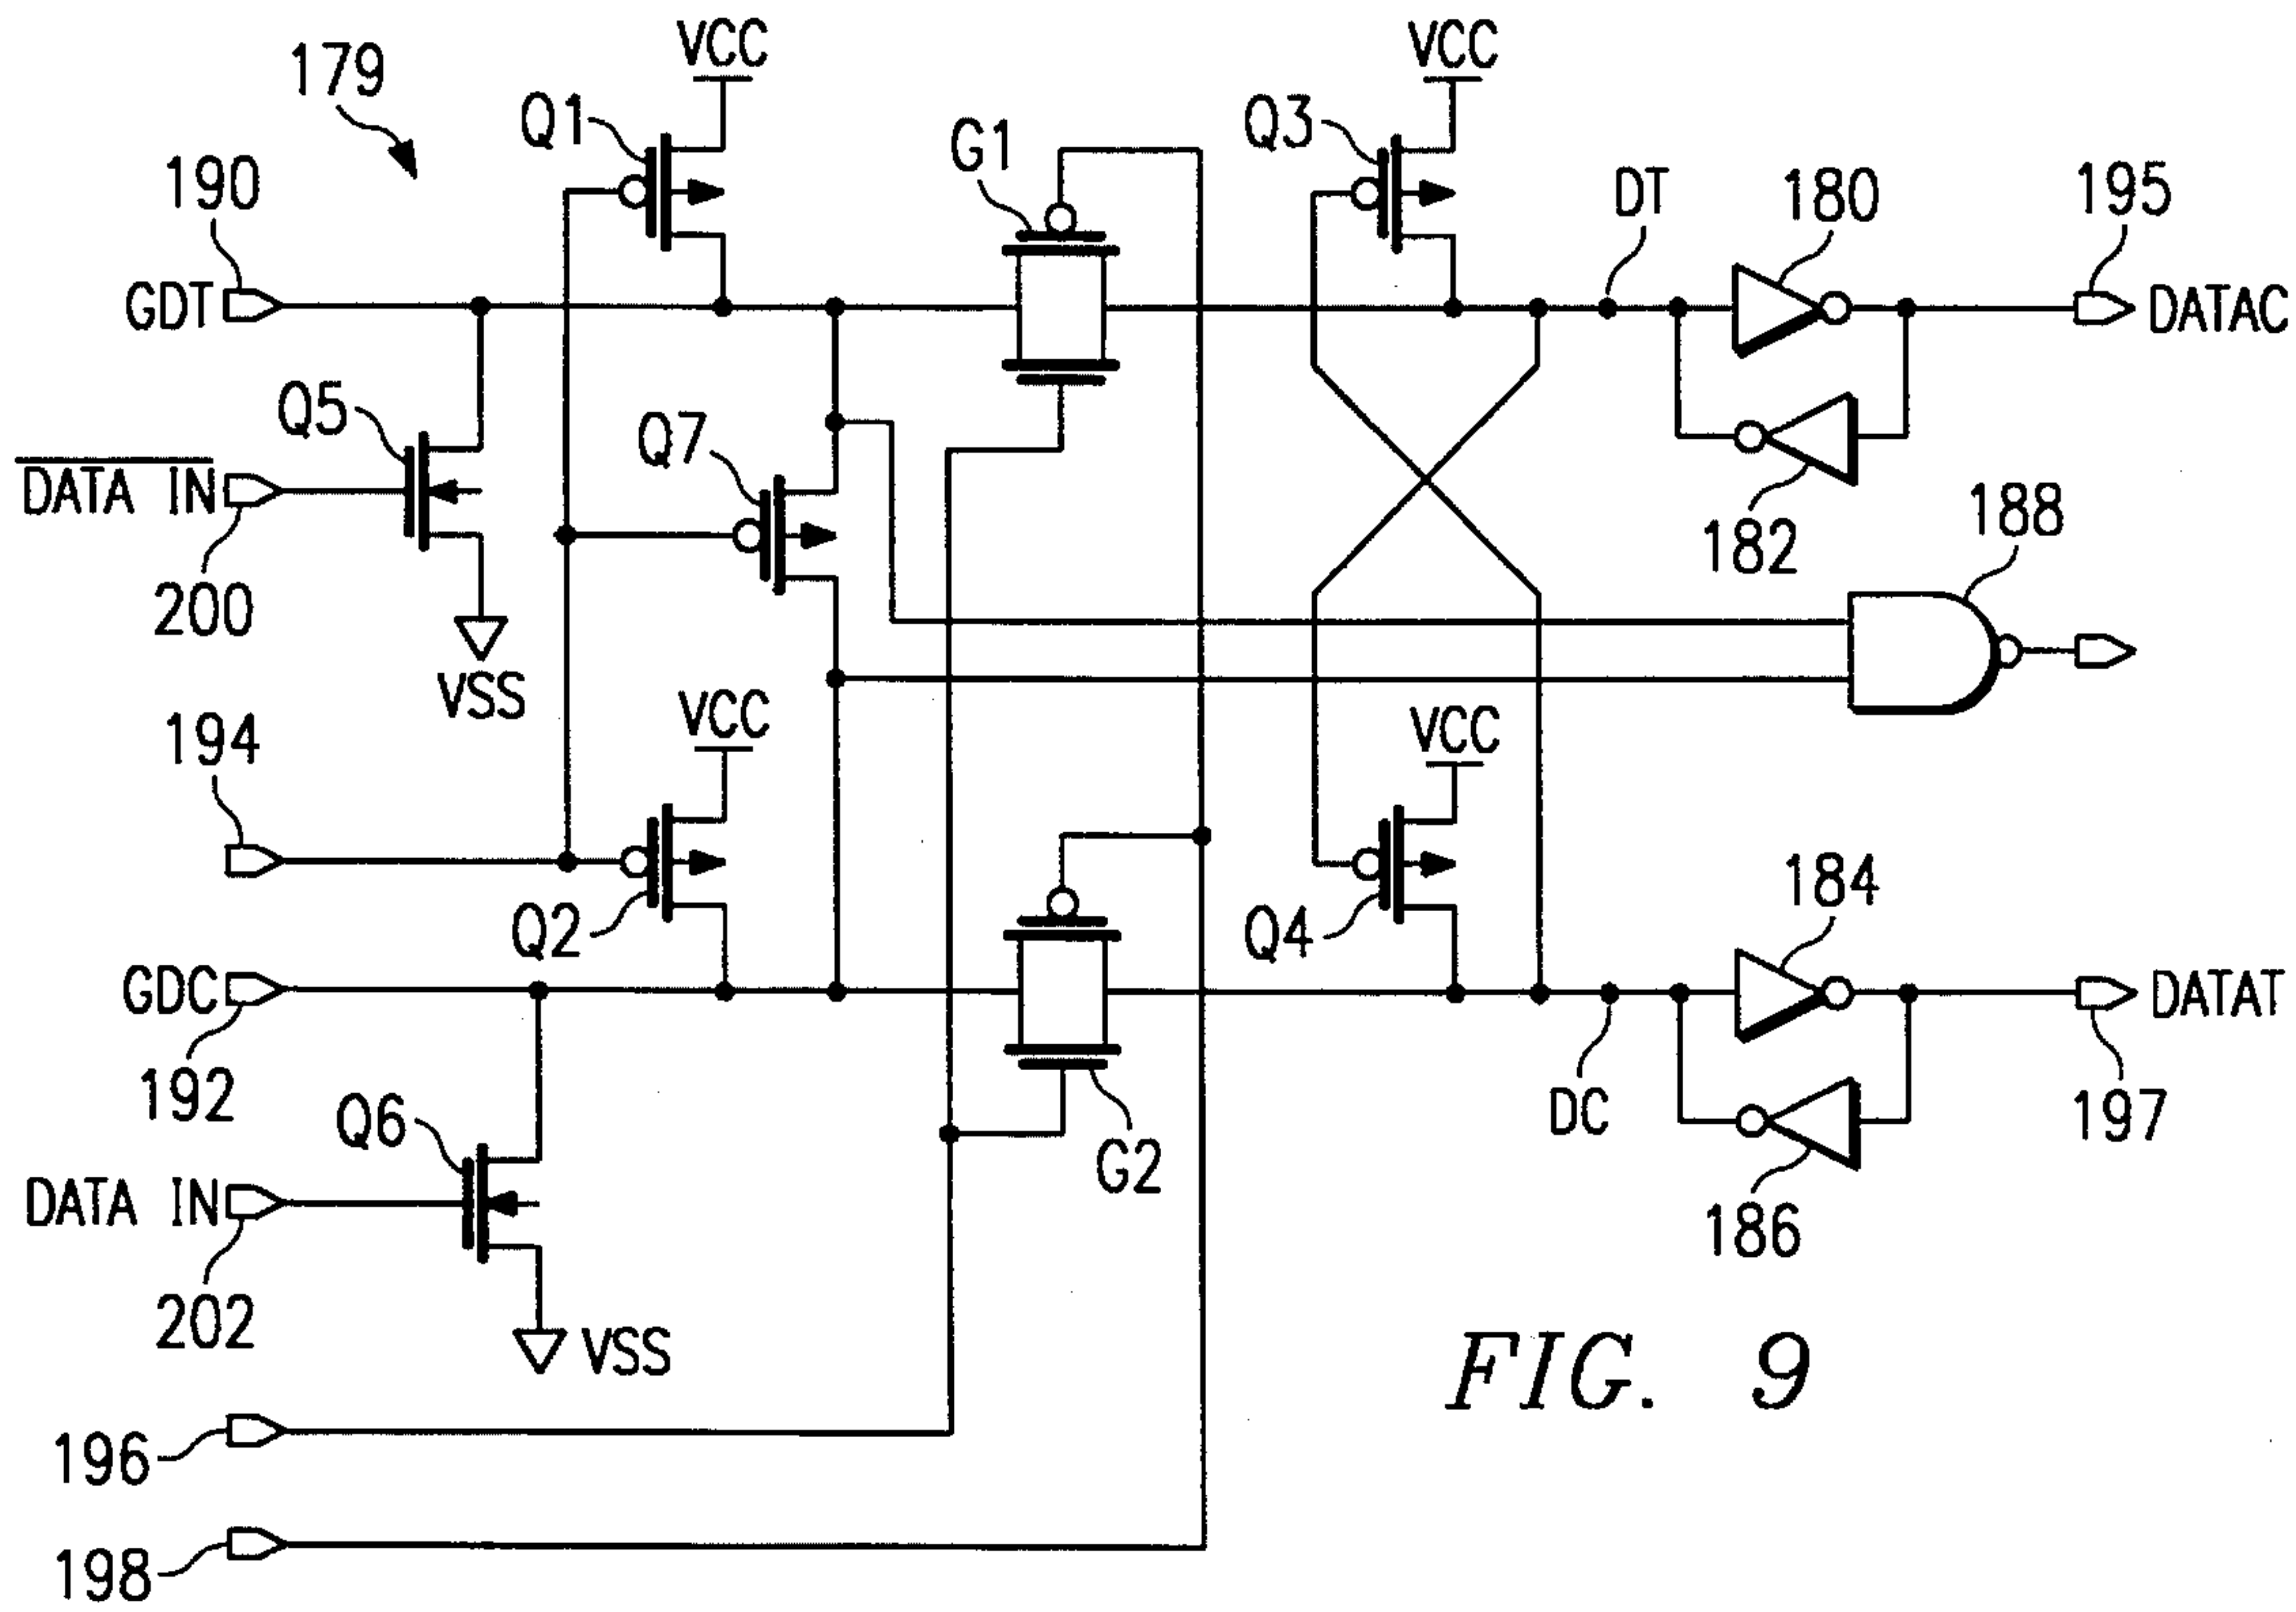 VCC
VCC
179
Q1
Q3
G1
190
DT
180
195
GDT
DATAC
Q5
Q7
DATA IN
182
188
200
VSS
VCC
194
VCC
184
Q2
Q4
GDC
DATAT
192
DC
197
Q6
G2
DATA IN
186
202
VSS
FIG. 9
196
198